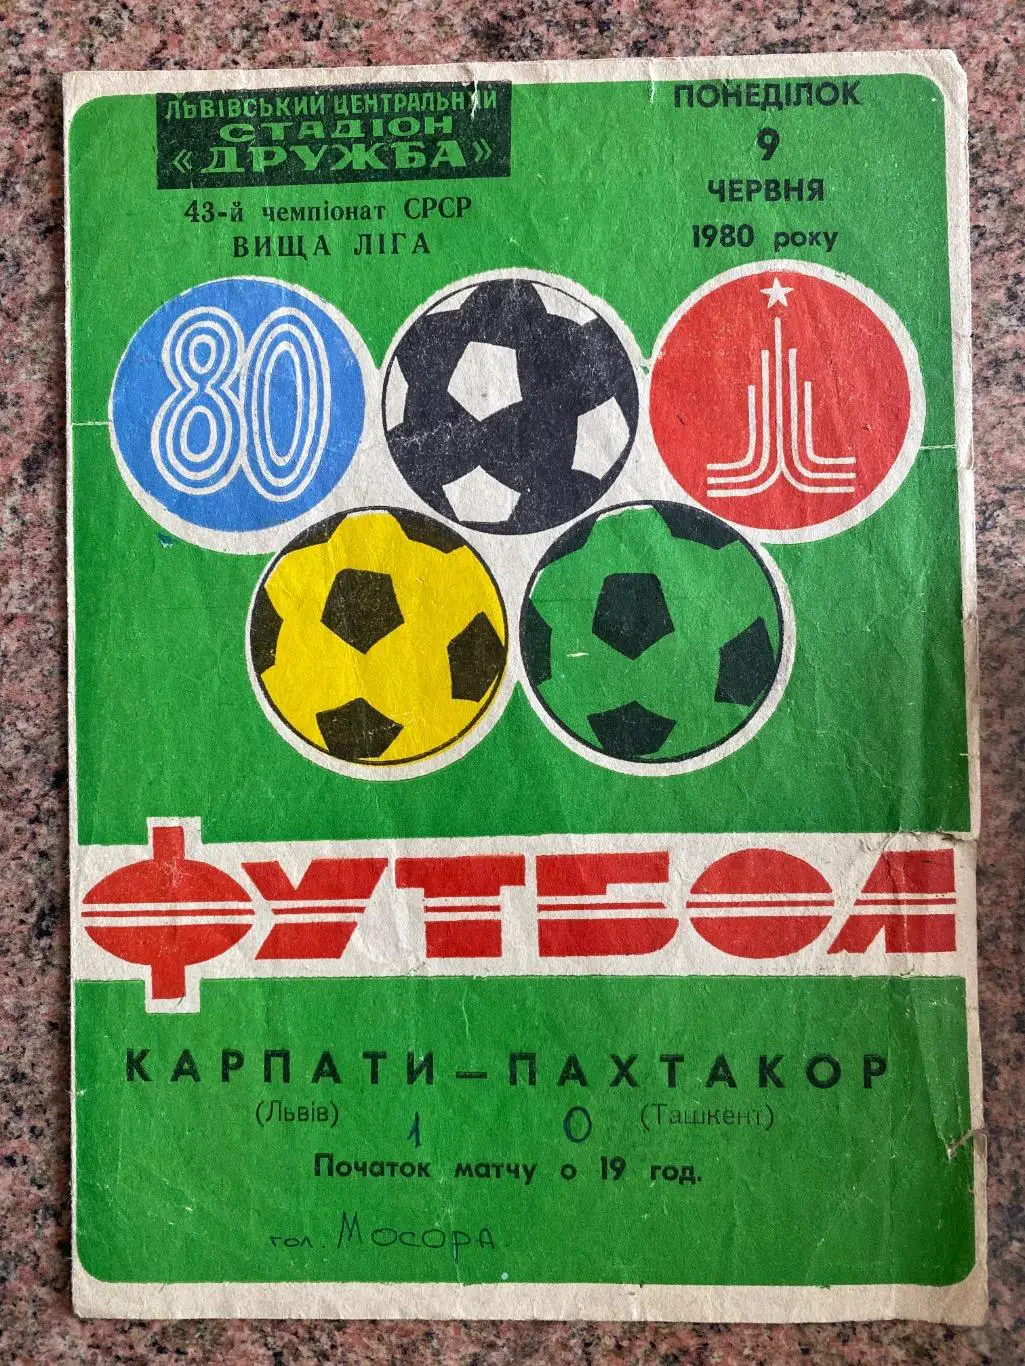 ЛЬВІВСЬКИЙ ЦЕНТРАЛЬНИЙ
СТАДІОН
«ДРУЖБА»
43-й чемпіонат СРСР
ВИЩА ЛІГА
ПОНЕДІЛОК
9
ЧЕРВНЯ
1980 року
80
ФУТБОЛ
КАРПАТИ — ПАХТАКОР
(Львів) 1 0 (Ташкент)
Початок матчу о 19 год.
гол. Мосора